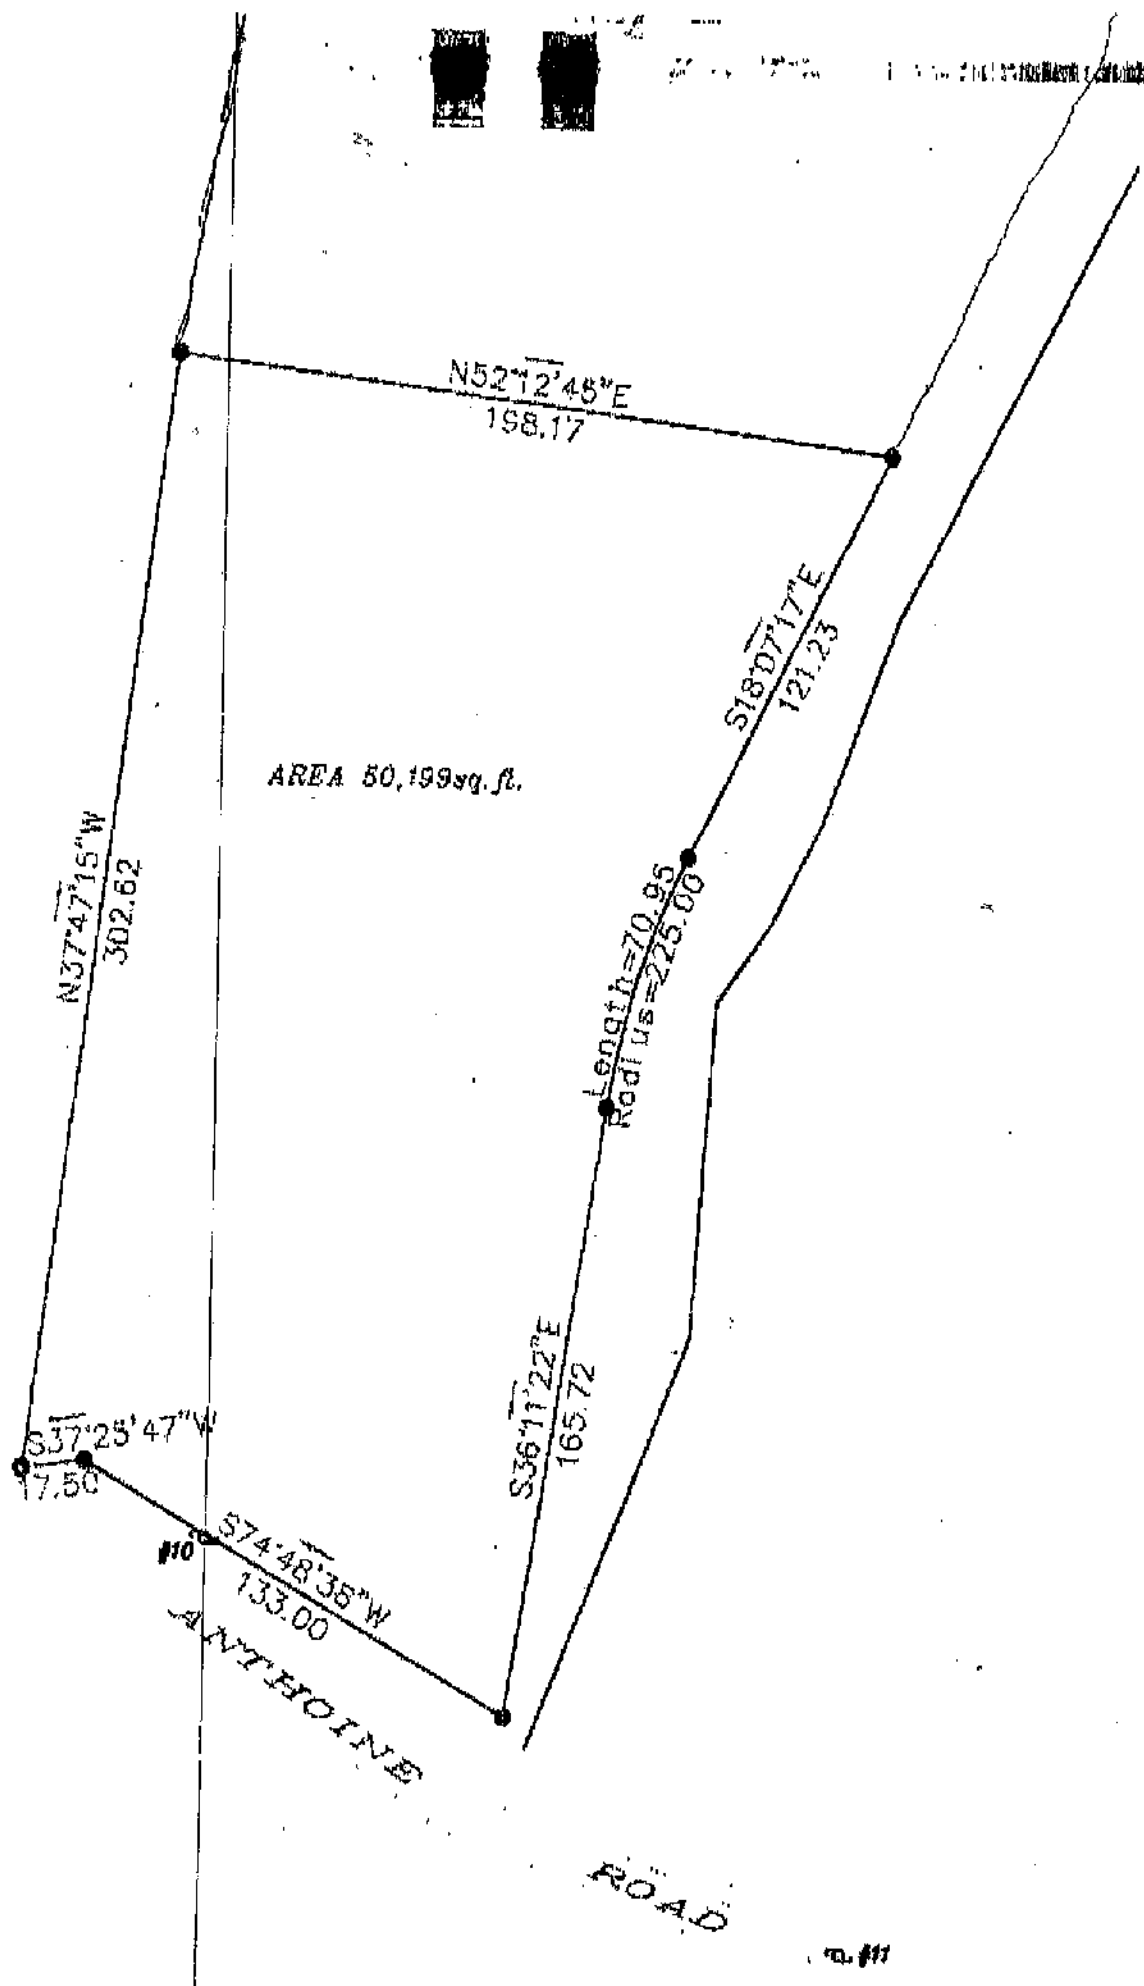 N52°12'45"E
198.17
S18°07'17"E
121.23
AREA 50,199sq.ft.
N37°47'15"W
302.62
Length=70.95
Radius=225.00
S36°11'22"E
165.72
S37°25'47"W
17.50
#10
S74°48'35"W
133.00
ANTHOINE
ROAD
#11